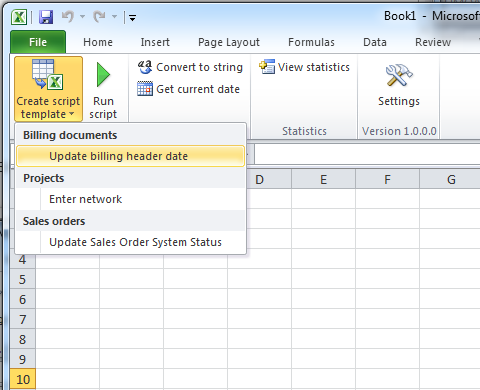 Book1 - Microsoft
File Home Insert Page Layout Formulas Data Review
Create script template
Run script
Convert to string
Get current date
View statistics
Settings
Statistics
Version 1.0.0.0
Billing documents
Update billing header date
Projects
Enter network
Sales orders
Update Sales Order System Status
D E F G
4
5
6
7
8
9
10